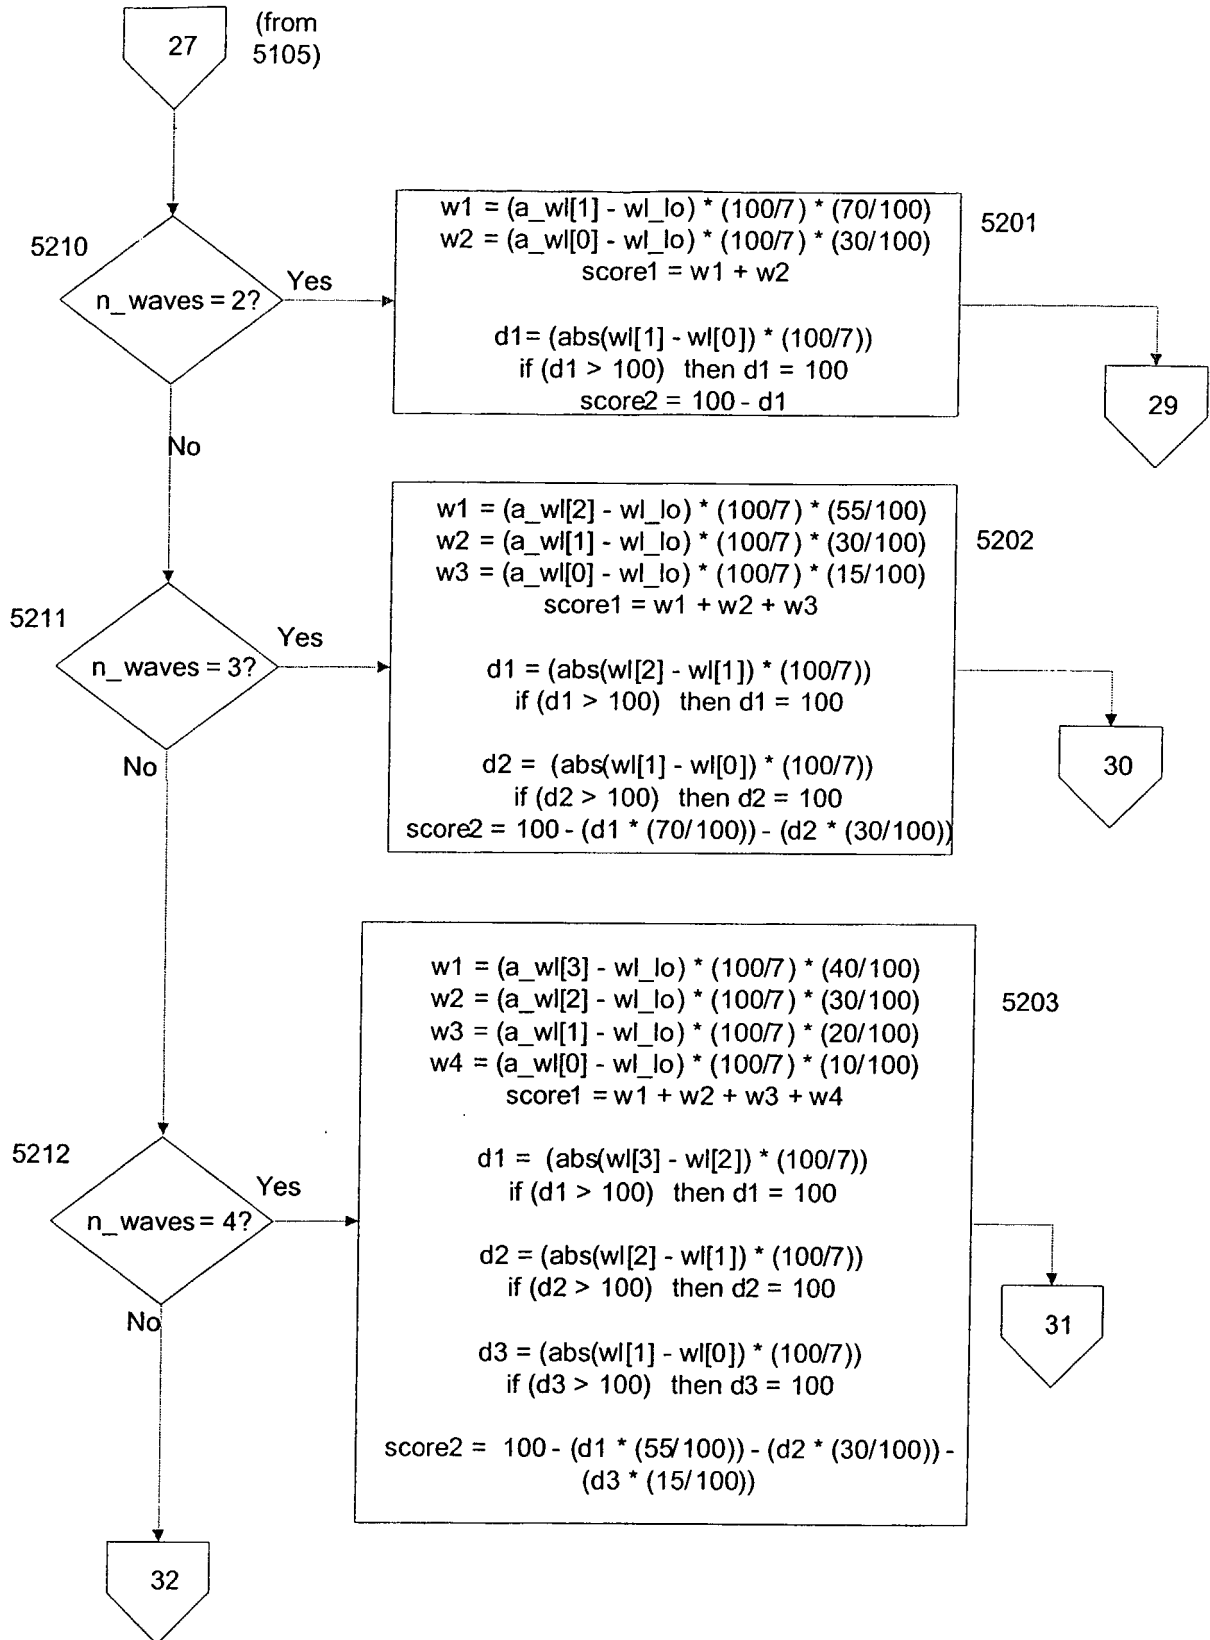 27
(from
5105)
5210
n_waves = 2?
Yes
No
w1 = (a_wl[1] - wl_lo) * (100/7) * (70/100)
w2 = (a_wl[0] - wl_lo) * (100/7) * (30/100)
score1 = w1 + w2
d1= (abs(wl[1] - wl[0]) * (100/7))
if (d1 > 100) then d1 = 100
score2 = 100 - d1
5201
29
5211
n_waves = 3?
Yes
No
w1 = (a_wl[2] - wl_lo) * (100/7) * (55/100)
w2 = (a_wl[1] - wl_lo) * (100/7) * (30/100)
w3 = (a_wl[0] - wl_lo) * (100/7) * (15/100)
score1 = w1 + w2 + w3
d1 = (abs(wl[2] - wl[1]) * (100/7))
if (d1 > 100) then d1 = 100
d2 = (abs(wl[1] - wl[0]) * (100/7))
if (d2 > 100) then d2 = 100
score2 = 100 - (d1 * (70/100)) - (d2 * (30/100))
5202
30
5212
n_waves = 4?
Yes
No
w1 = (a_wl[3] - wl_lo) * (100/7) * (40/100)
w2 = (a_wl[2] - wl_lo) * (100/7) * (30/100)
w3 = (a_wl[1] - wl_lo) * (100/7) * (20/100)
w4 = (a_wl[0] - wl_lo) * (100/7) * (10/100)
score1 = w1 + w2 + w3 + w4
d1 = (abs(wl[3] - wl[2]) * (100/7))
if (d1 > 100) then d1 = 100
d2 = (abs(wl[2] - wl[1]) * (100/7))
if (d2 > 100) then d2 = 100
d3 = (abs(wl[1] - wl[0]) * (100/7))
if (d3 > 100) then d3 = 100
score2 = 100 - (d1 * (55/100)) - (d2 * (30/100)) -
(d3 * (15/100))
5203
31
32